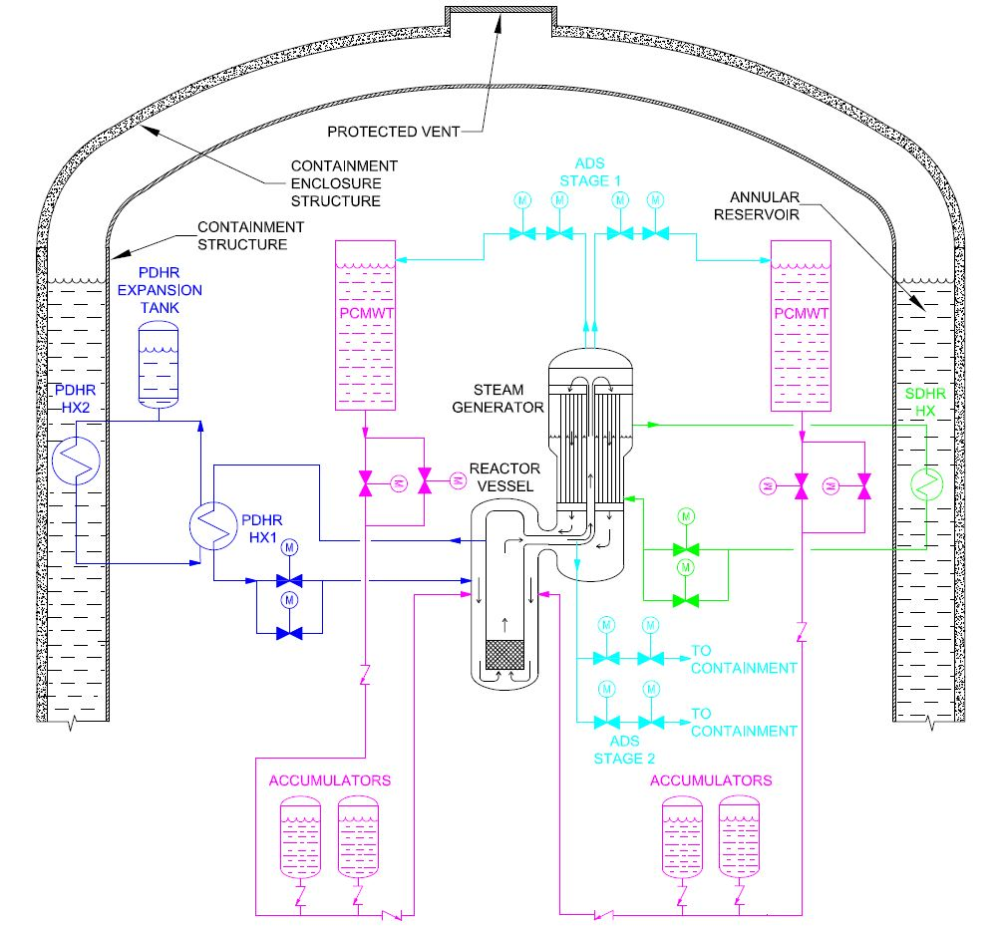 PROTECTED VENT
CONTAINMENT
ENCLOSURE
STRUCTURE
ADS
STAGE 1
ANNULAR
RESERVOIR
CONTAINMENT
STRUCTURE
M
M
M
M
PDHR
EXPANSION
TANK
PCMWT
PCMWT
PDHR
HX2
STEAM
GENERATOR
SDHR
HX
REACTOR
VESSEL
M
M
M
M
PDHR
HX1
M
M
M
M
M
M
TO
CONTAINMENT
M
M
TO
CONTAINMENT
ADS
STAGE 2
ACCUMULATORS
ACCUMULATORS